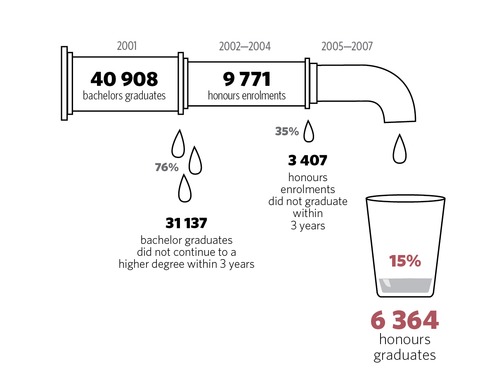 2001
2002—2004
2005—2007
40 908
bachelors graduates
9 771
honours enrolments
35%
76%
3 407
honours
enrolments
did not graduate
within
3 years
31 137
bachelor graduates
did not continue to a
higher degree within 3 years
15%
6 364
honours
graduates